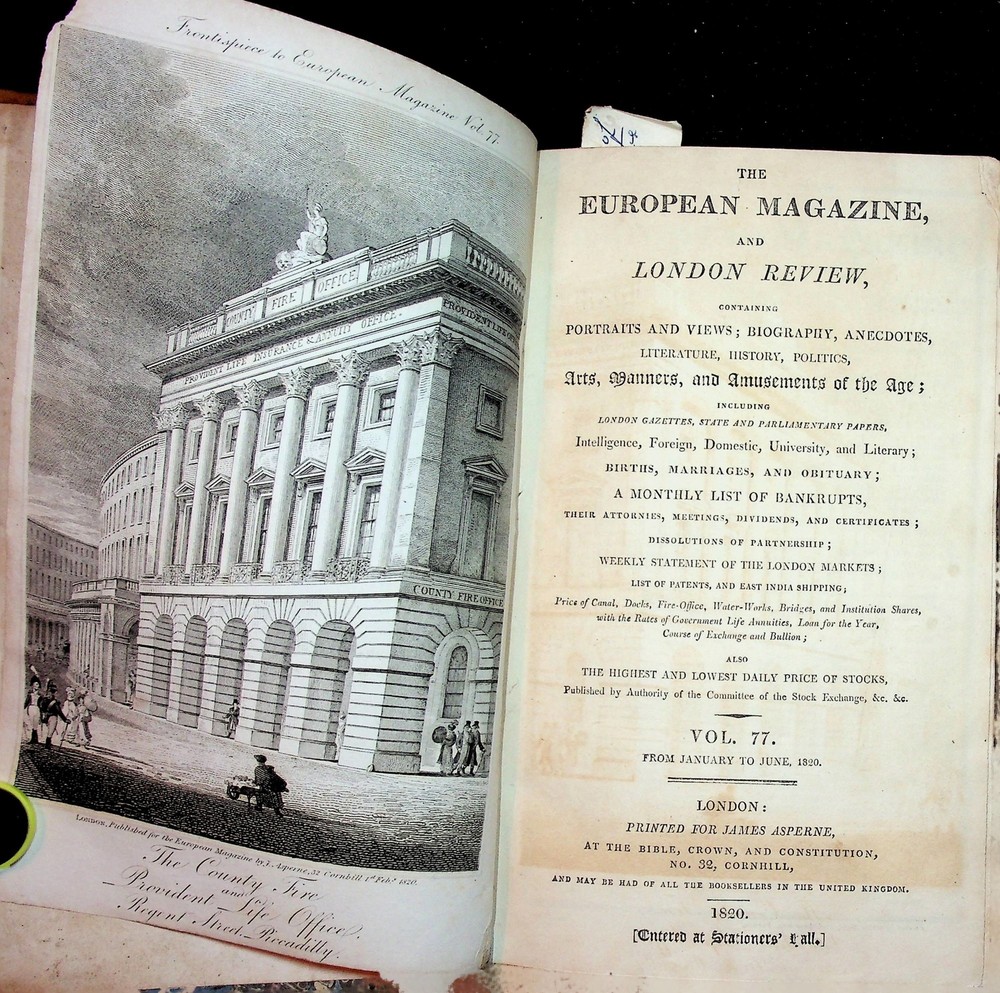 Frontispiece to European Magazine Vol. 77.
COUNTY FIRE OFFICE
PROVIDENT LIFE INSURANCE & ANNUITY OFFICE.
PROVIDENT LIFE OFFICE
COUNTY FIRE OFFICE
LONDON, Published for the European Magazine by J. Asperne, 32 Cornhill 1st Feby. 1820.
The County Fire
and
Provident Life Office.
Regent Street, Piccadilly.
THE
EUROPEAN MAGAZINE,
AND
LONDON REVIEW,
CONTAINING
PORTRAITS AND VIEWS; BIOGRAPHY, ANECDOTES,
LITERATURE, HISTORY, POLITICS,
Arts, Manners, and Amusements of the Age;
INCLUDING
LONDON GAZETTES, STATE AND PARLIAMENTARY PAPERS,
Intelligence, Foreign, Domestic, University, and Literary;
BIRTHS, MARRIAGES, AND OBITUARY;
A MONTHLY LIST OF BANKRUPTS,
THEIR ATTORNIES, MEETINGS, DIVIDENDS, AND CERTIFICATES;
DISSOLUTIONS OF PARTNERSHIP;
WEEKLY STATEMENT OF THE LONDON MARKETS;
LIST OF PATENTS, AND EAST INDIA SHIPPING;
Price of Canal, Docks, Fire-Office, Water-Works, Bridges, and Institution Shares,
with the Rates of Government Life Annuities, Loan for the Year,
Course of Exchange and Bullion;
ALSO
THE HIGHEST AND LOWEST DAILY PRICE OF STOCKS,
Published by Authority of the Committee of the Stock Exchange, &c. &c.
VOL. 77.
FROM JANUARY TO JUNE, 1820.
LONDON:
PRINTED FOR JAMES ASPERNE,
AT THE BIBLE, CROWN, AND CONSTITUTION,
NO. 32, CORNHILL,
AND MAY BE HAD OF ALL THE BOOKSELLERS IN THE UNITED KINGDOM.
1820.
[Entered at Stationers' Hall.]